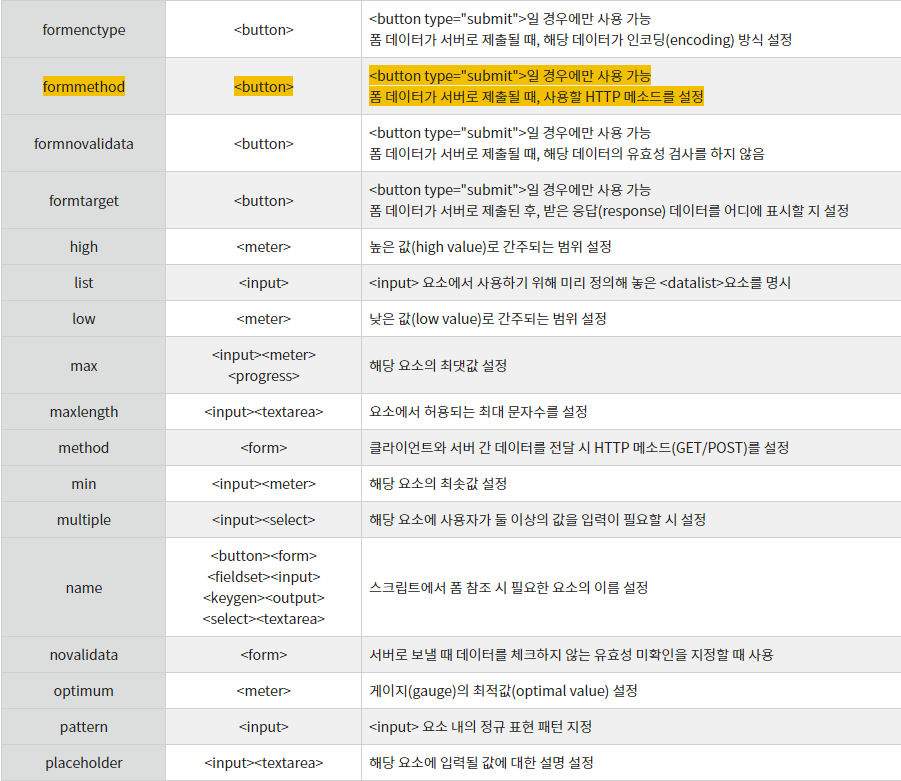 formenctype
<button>
<button type="submit">일 경우에만 사용 가능
폼 데이터가 서버로 제출될 때, 해당 데이터가 인코딩(encoding) 방식 설정
formmethod
<button>
<button type="submit">일 경우에만 사용 가능
폼 데이터가 서버로 제출될 때, 사용할 HTTP 메소드를 설정
formnovalidata
<button>
<button type="submit">일 경우에만 사용 가능
폼 데이터가 서버로 제출될 때, 해당 데이터의 유효성 검사를 하지 않음
formtarget
<button>
<button type="submit">일 경우에만 사용 가능
폼 데이터가 서버로 제출된 후, 받은 응답(response) 데이터를 어디에 표시할 지 설정
high
<meter>
높은 값(high value)로 간주되는 범위 설정
list
<input>
<input> 요소에서 사용하기 위해 미리 정의해 놓은 <datalist>요소를 명시
low
<meter>
낮은 값(low value)로 간주되는 범위 설정
max
<input><meter>
<progress>
해당 요소의 최댓값 설정
maxlength
<input><textarea>
요소에서 허용되는 최대 문자수를 설정
method
<form>
클라이언트와 서버 간 데이터를 전달 시 HTTP 메소드(GET/POST)를 설정
min
<input><meter>
해당 요소의 최솟값 설정
multiple
<input><select>
해당 요소에 사용자가 둘 이상의 값을 입력이 필요할 시 설정
name
<button><form>
<fieldset><input>
<keygen><output>
<select><textarea>
스크립트에서 폼 참조 시 필요한 요소의 이름 설정
novalidata
<form>
서버로 보낼 때 데이터를 체크하지 않는 유효성 미확인을 지정할 때 사용
optimum
<meter>
게이지(gauge)의 최적값(optimal value) 설정
pattern
<input>
<input> 요소 내의 정규 표현 패턴 지정
placeholder
<input><textarea>
해당 요소에 입력될 값에 대한 설명 설정